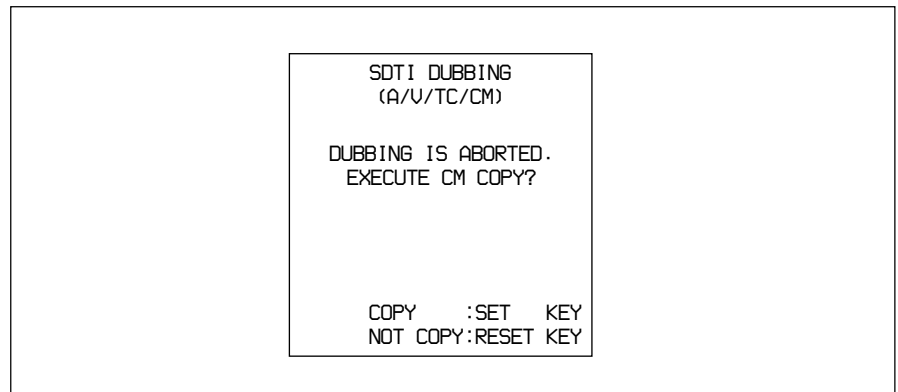 SDTI DUBBING
(A/V/TC/CM)
DUBBING IS ABORTED.
EXECUTE CM COPY?
COPY :SET KEY
NOT COPY:RESET KEY